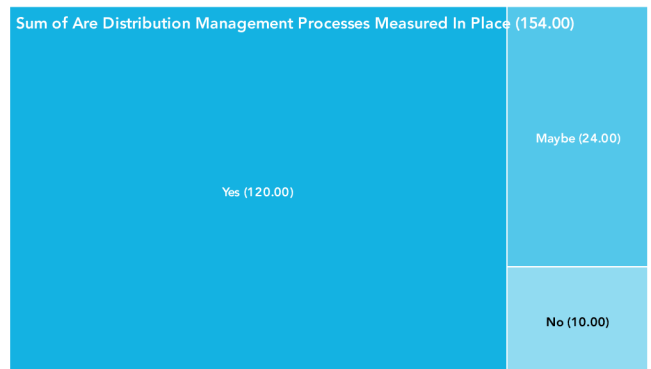 Sum of Are Distribution Management Processes Measured In Place (154.00)
Yes (120.00)
Maybe (24.00)
No (10.00)